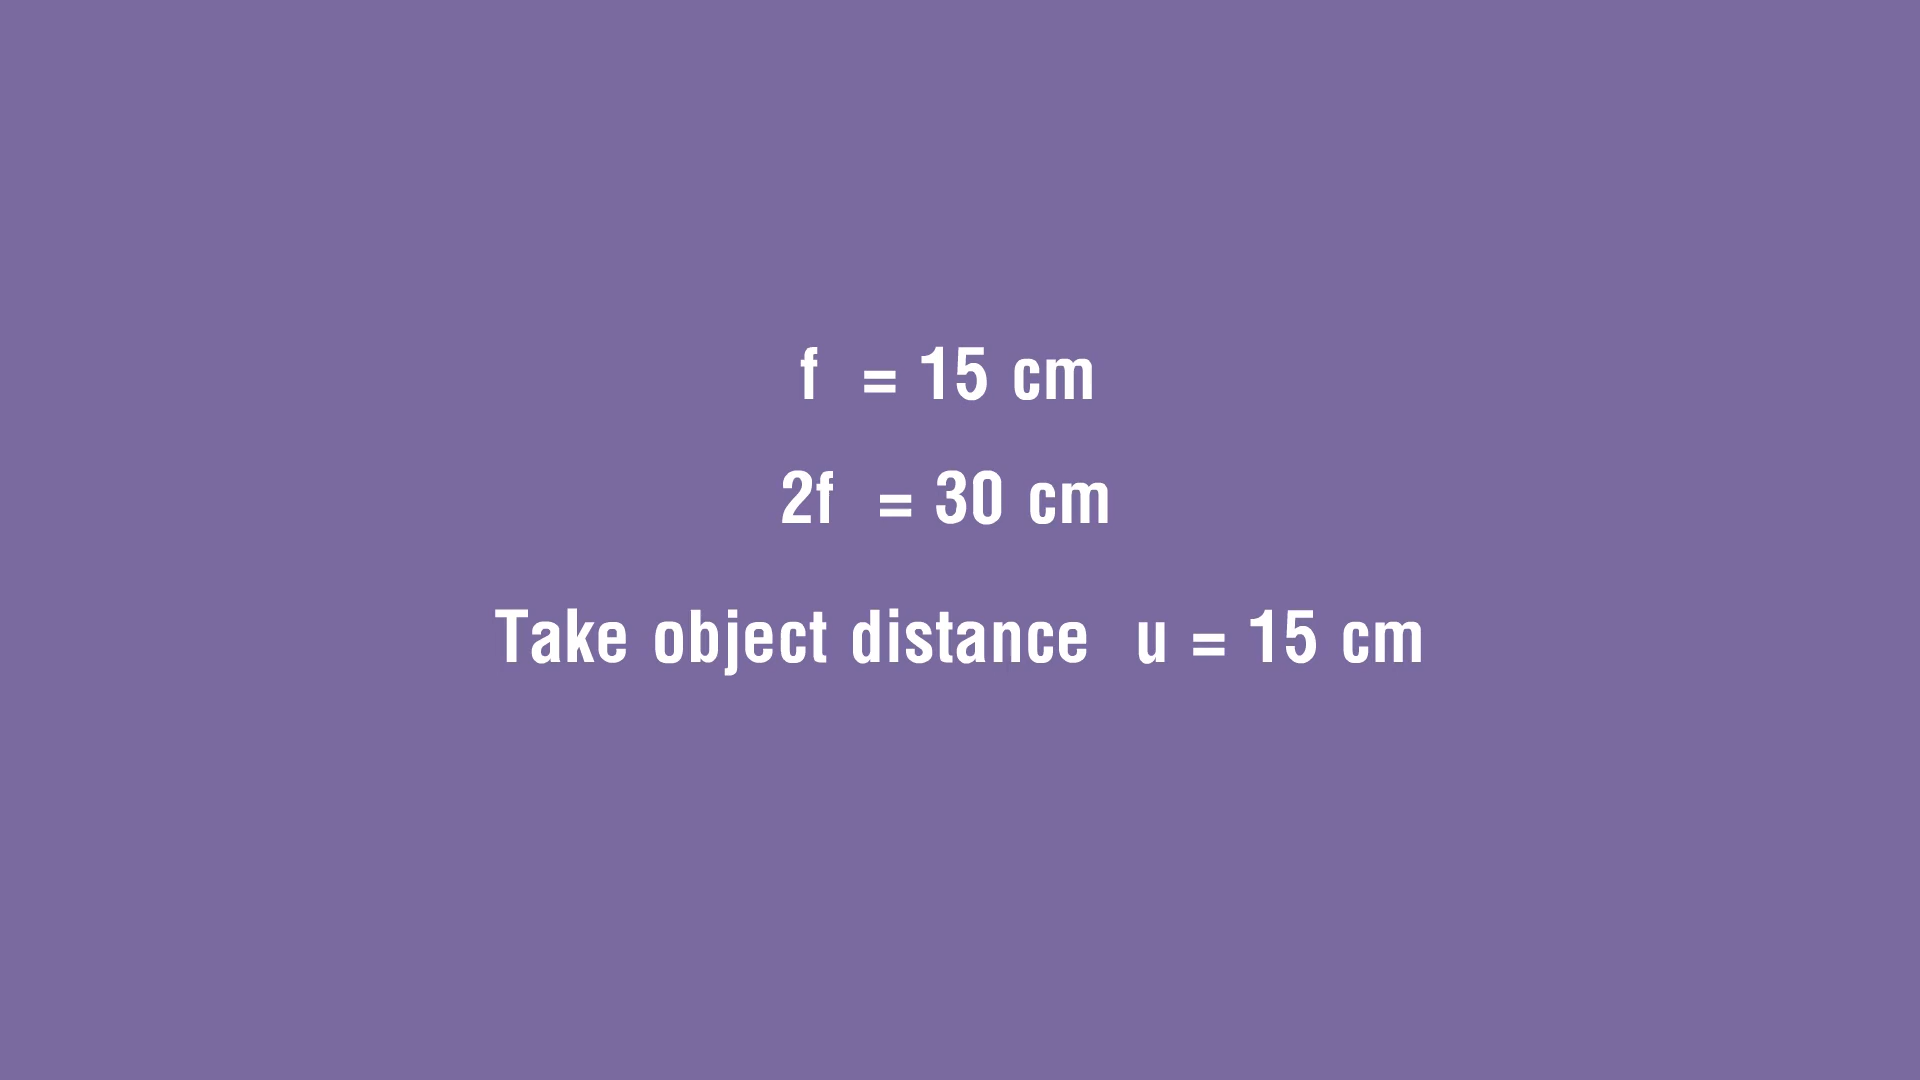 f = 15 cm
2f = 30 cm
Take object distance u = 15 cm